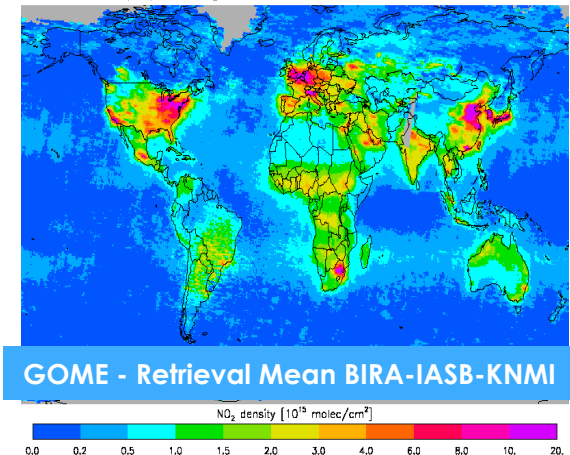 GOME - Retrieval Mean BIRA-IASB-KNMI
NO₂ density [10¹⁵ molec/cm²]
0.0 0.2 0.5 1.0 1.5 2.0 3.0 4.0 6.0 8.0 10. 20.